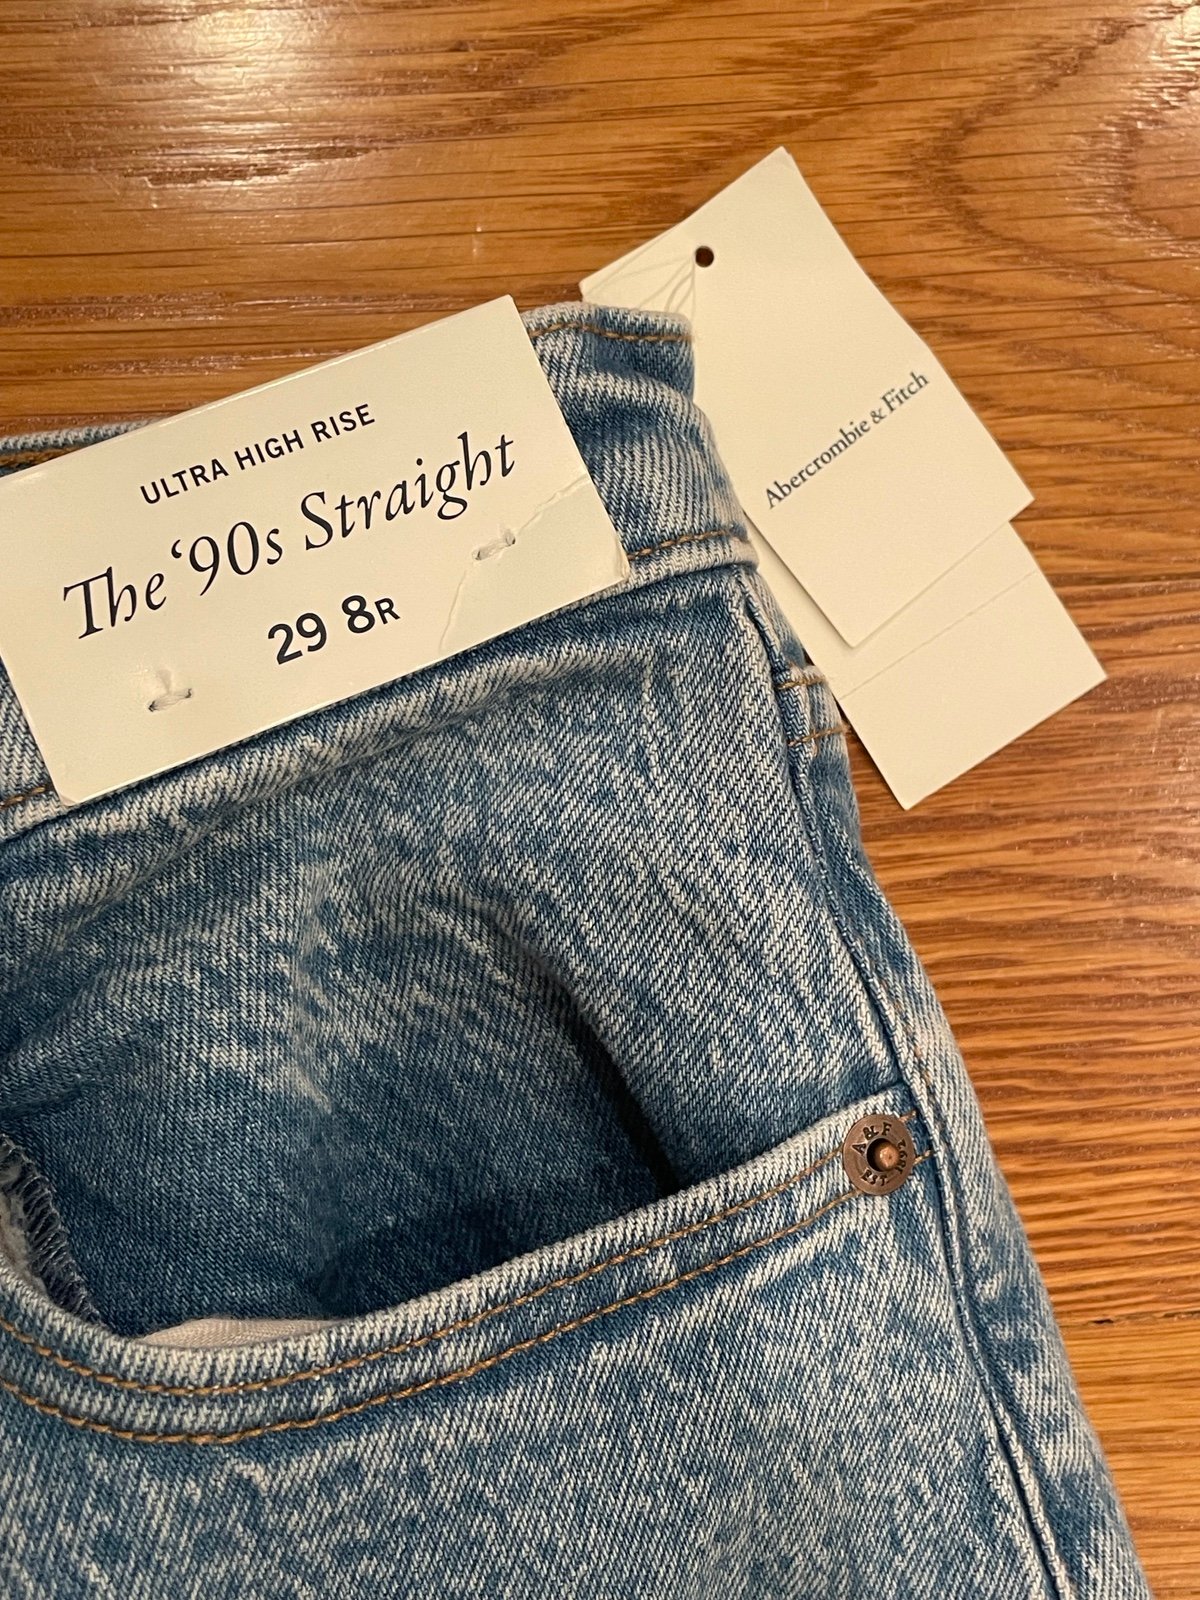 ULTRA HIGH RISE
The ‘90s Straight
29 8R
Abercrombie & Fitch
A & F
EST. 1892